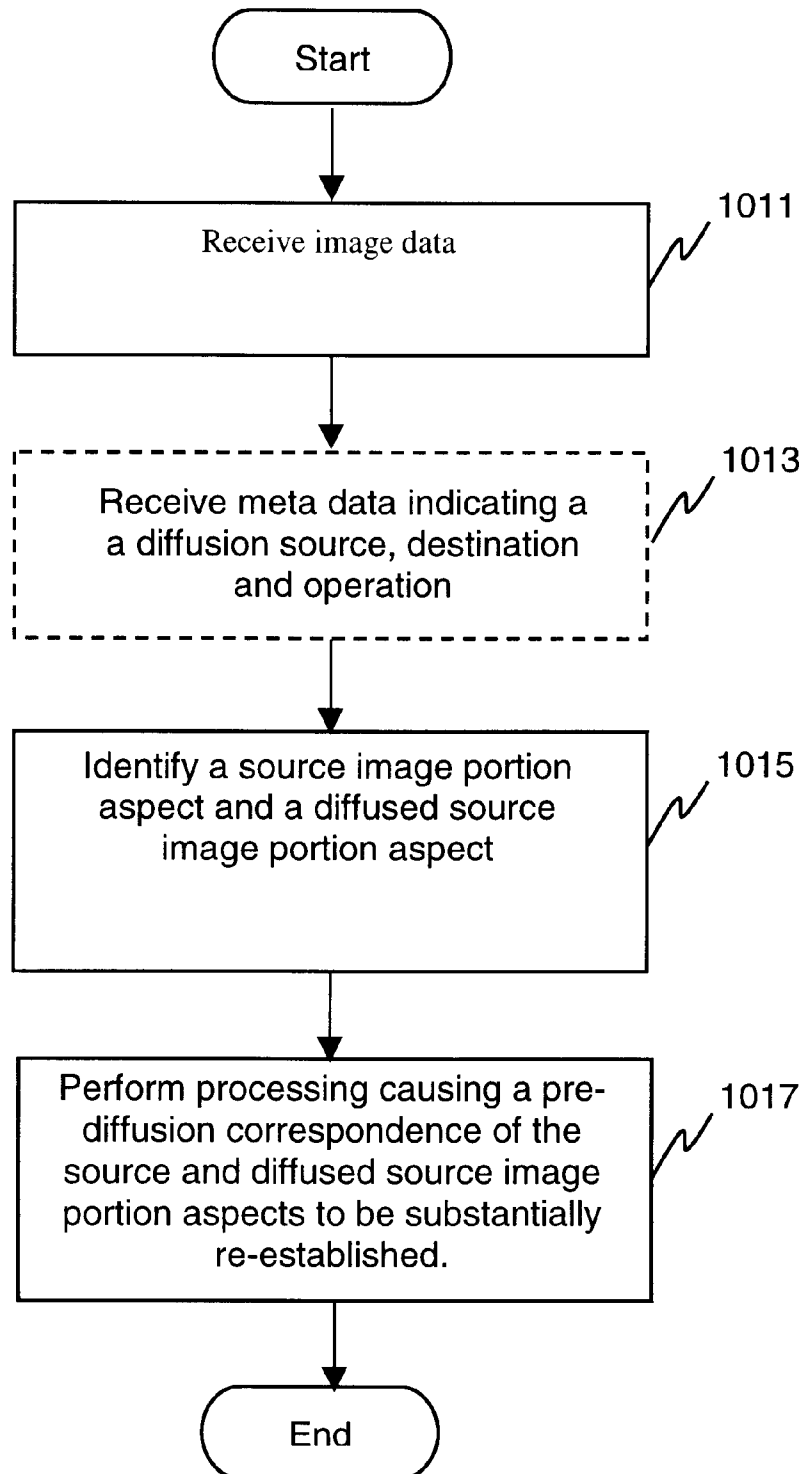 Start
1011
Receive image data
1013
Receive meta data indicating a
a diffusion source, destination
and operation
1015
Identify a source image portion
aspect and a diffused source
image portion aspect
1017
Perform processing causing a pre-
diffusion correspondence of the
source and diffused source image
portion aspects to be substantially
re-established.
End